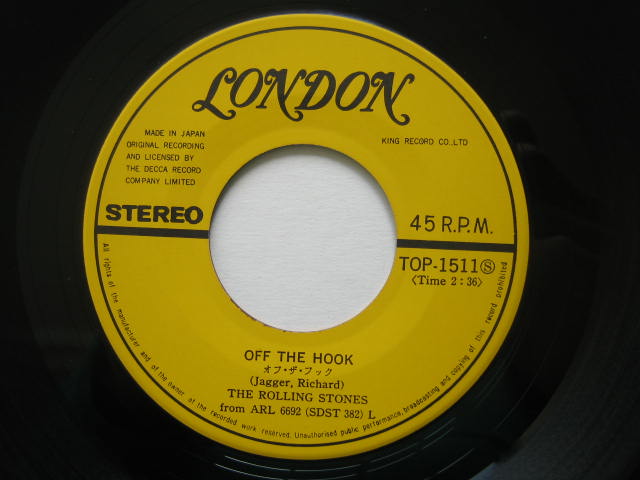 LONDON
MADE IN JAPAN
ORIGINAL RECORDING
AND LICENSED BY
THE DECCA RECORD
COMPANY LIMITED
KING RECORD CO., LTD
STEREO
45 R.P.M.
TOP-1511Ⓢ
〈Time 2:36〉
OFF THE HOOK
オフ・ザ・フック
(Jagger, Richard)
THE ROLLING STONES
from ARL 6692 (SDST 382) L
All rights of the manufacturer and of the owner of the recorded work reserved. Unauthorised public performance, broadcasting and copying of this record prohibited